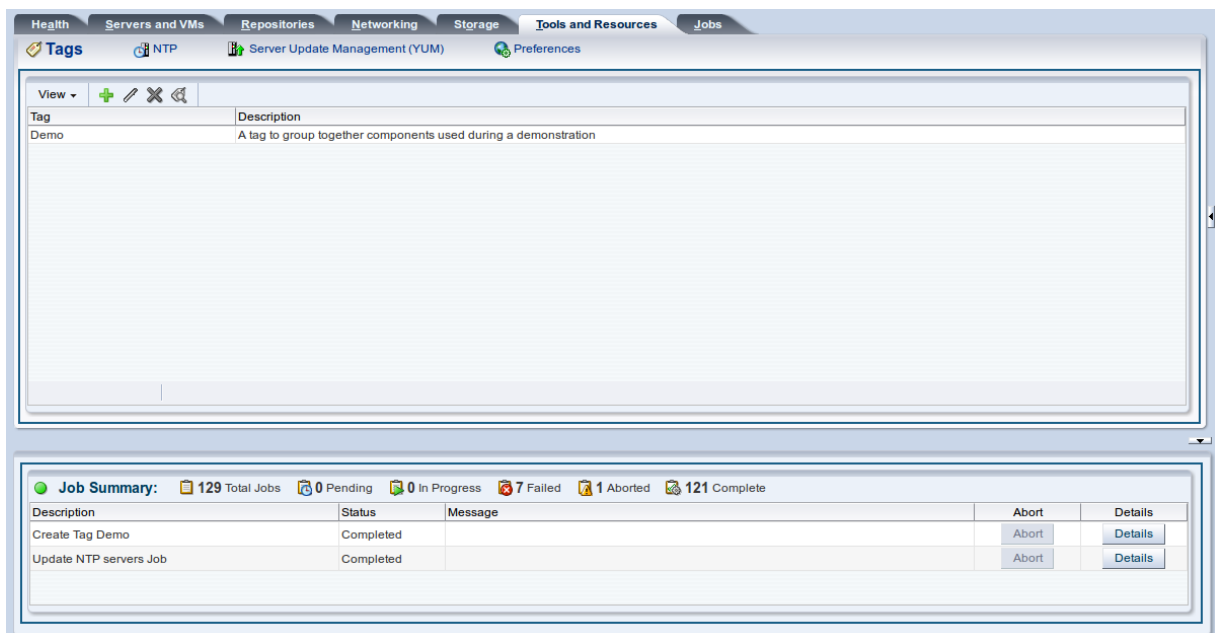 Health Servers and VMs Repositories Networking Storage Tools and Resources Jobs
Tags NTP Server Update Management (YUM) Preferences
View
Tag Description
Demo A tag to group together components used during a demonstration
Job Summary: 129 Total Jobs 0 Pending 0 In Progress 7 Failed 1 Aborted 121 Complete
Description Status Message Abort Details
Create Tag Demo Completed Abort Details
Update NTP servers Job Completed Abort Details